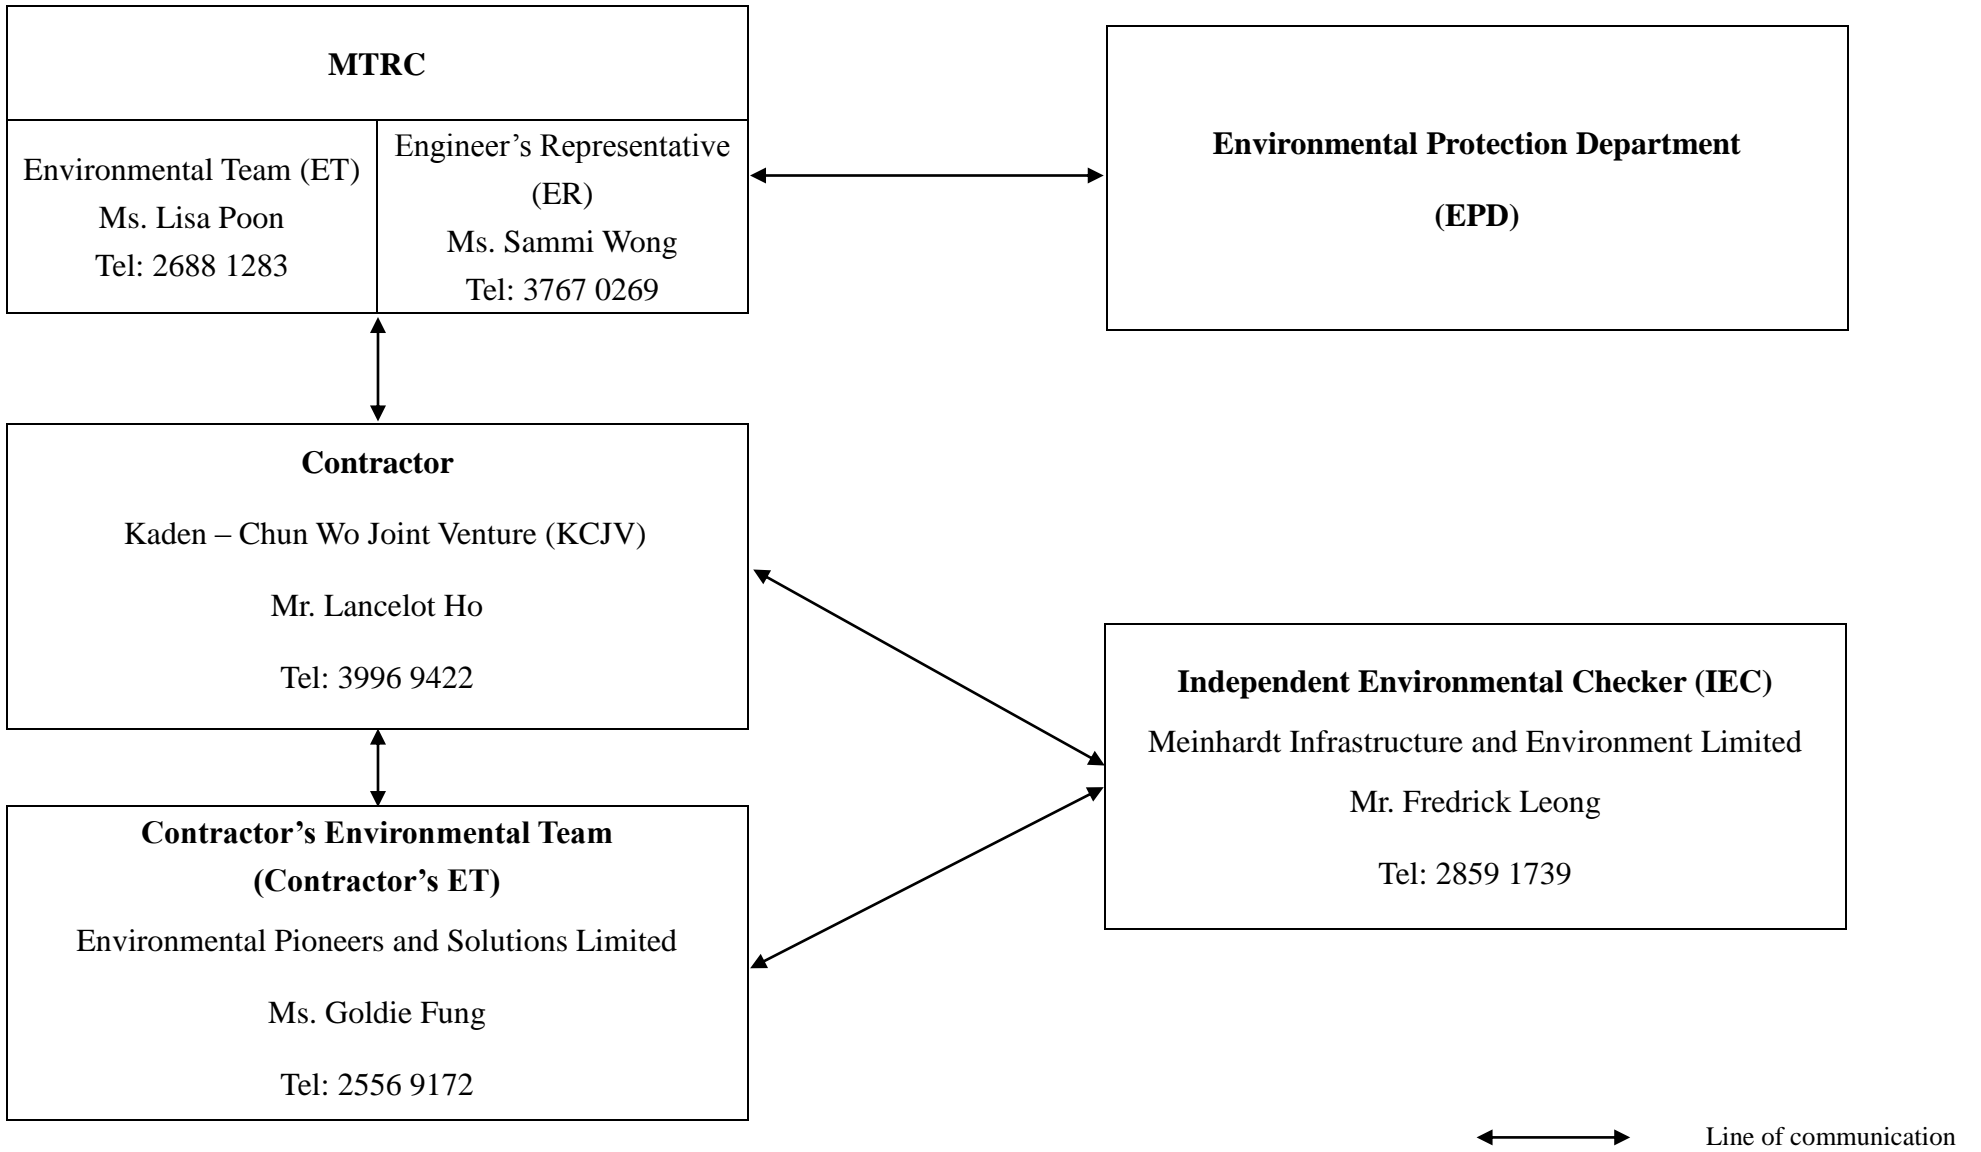 MTRC
Environmental Team (ET)
Ms. Lisa Poon
Tel: 2688 1283
Engineer’s Representative
(ER)
Ms. Sammi Wong
Tel: 3767 0269
Environmental Protection Department
(EPD)
Contractor
Kaden – Chun Wo Joint Venture (KCJV)
Mr. Lancelot Ho
Tel: 3996 9422
Independent Environmental Checker (IEC)
Meinhardt Infrastructure and Environment Limited
Mr. Fredrick Leong
Tel: 2859 1739
Contractor’s Environmental Team
(Contractor’s ET)
Environmental Pioneers and Solutions Limited
Ms. Goldie Fung
Tel: 2556 9172
Line of communication